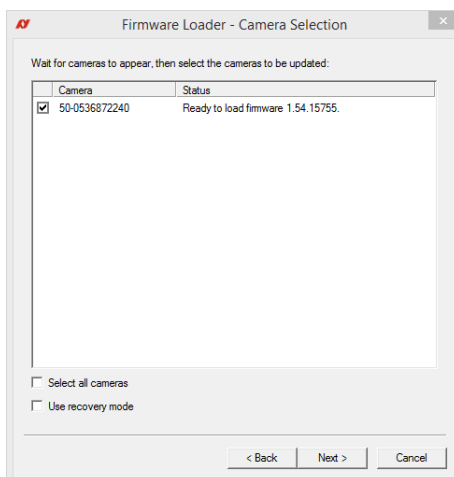 Firmware Loader - Camera Selection
Wait for cameras to appear, then select the cameras to be updated:
Camera Status
50-0536872240 Ready to load firmware 1.54.15755.
Select all cameras
Use recovery mode
< Back Next > Cancel